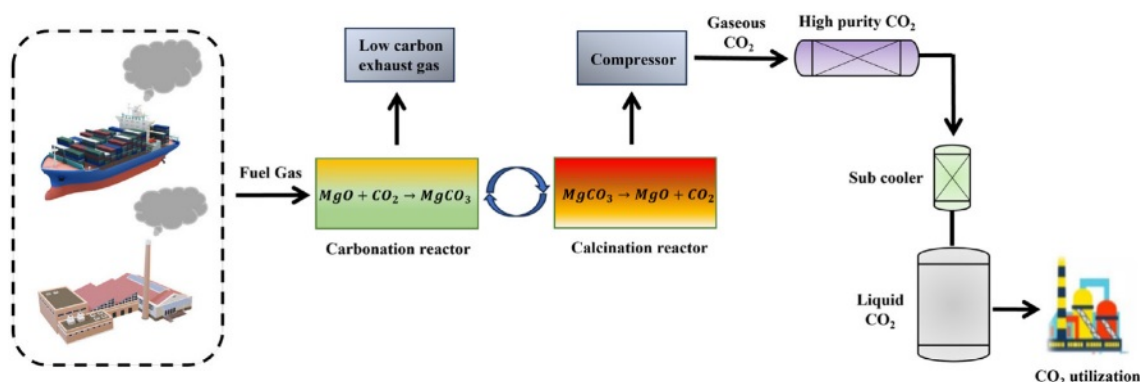 Low carbon
exhaust gas
Compressor
Gaseous
CO₂
High purity CO₂
Fuel Gas
MgO + CO₂ → MgCO₃
MgCO₃ → MgO + CO₂
Carbonation reactor
Calcination reactor
Sub cooler
Liquid
CO₂
CO₂ utilization